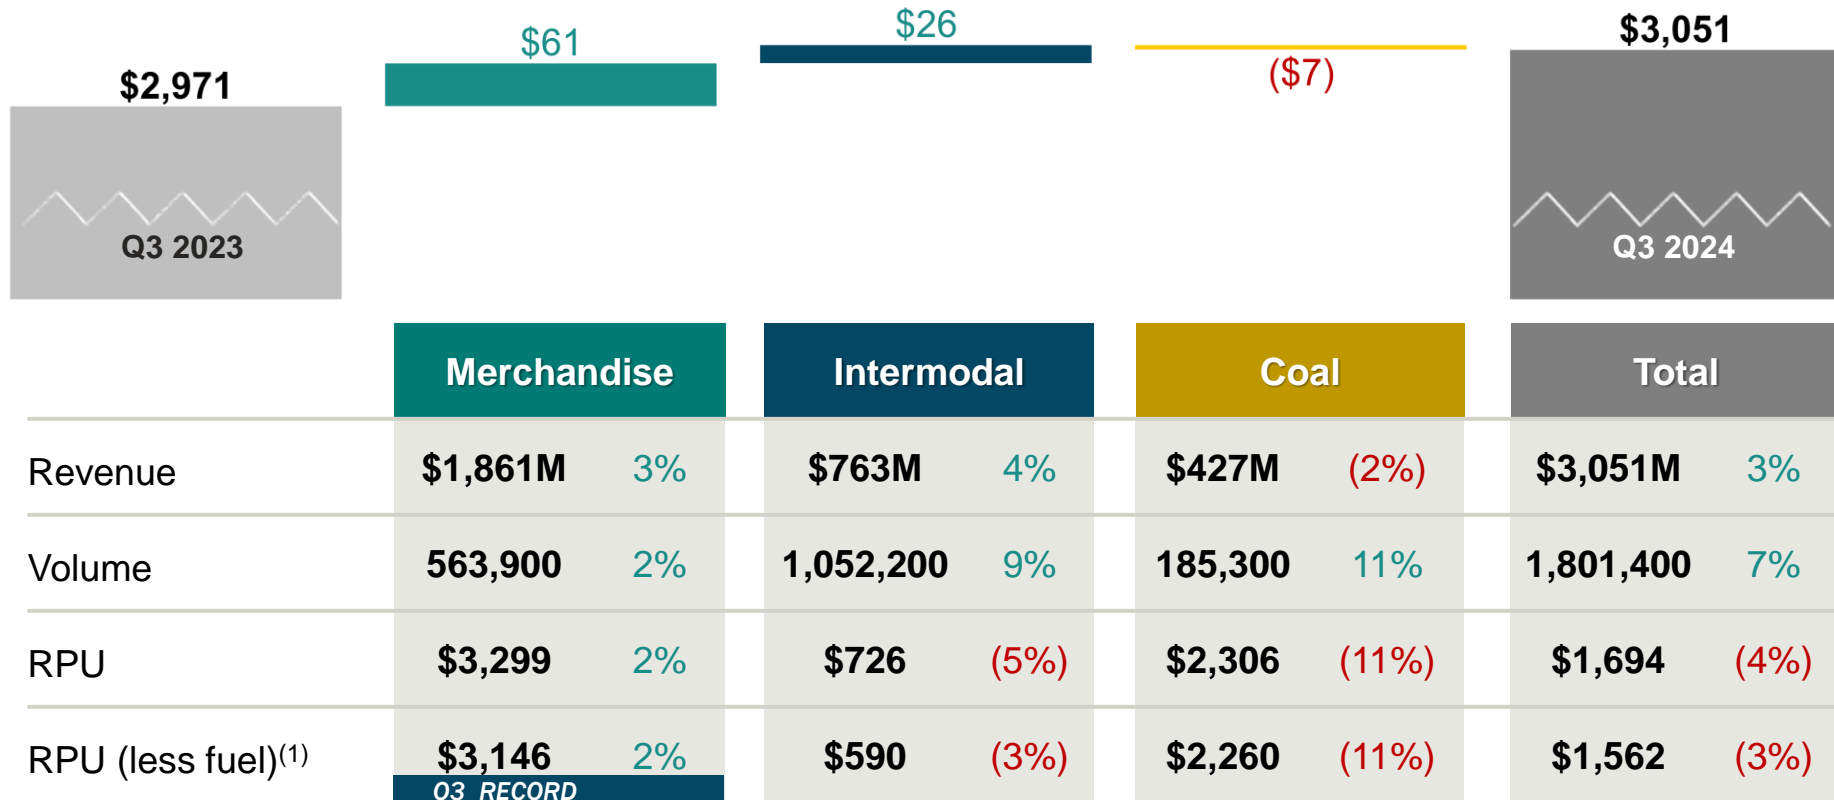 $2,971
$61
$26
($7)
$3,051
Q3 2023
Q3 2024
Merchandise Intermodal Coal Total
Revenue $1,861M 3% $763M 4% $427M (2%) $3,051M 3%
Volume 563,900 2% 1,052,200 9% 185,300 11% 1,801,400 7%
RPU $3,299 2% $726 (5%) $2,306 (11%) $1,694 (4%)
RPU (less fuel)(1) $3,146 2% $590 (3%) $2,260 (11%) $1,562 (3%)
Q3 RECORD